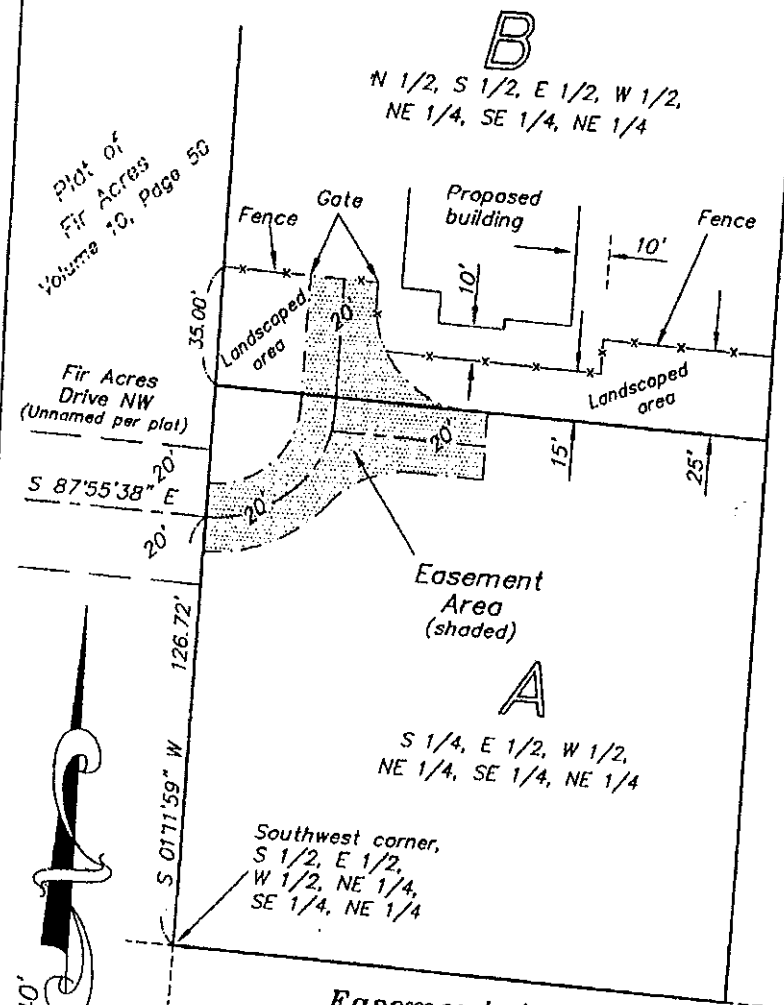 B
N 1/2, S 1/2, E 1/2, W 1/2,
NE 1/4, SE 1/4, NE 1/4
Plat of
Fir Acres
Volume 10, Page 50
Fence
Gate
Proposed
building
Fence
10'
10'
35.00'
Landscaped
area
20'
Landscaped
area
Fir Acres
Drive NW
(Unnamed per plat)
20'
20'
15'
25'
S 87°55'38" E
20'
20'
Easement
Area
(shaded)
126.72'
A
S 1/4, E 1/2, W 1/2,
NE 1/4, SE 1/4, NE 1/4
S 01°11'59" W
Southwest corner,
S 1/2, E 1/2,
W 1/2, NE 1/4,
SE 1/4, NE 1/4